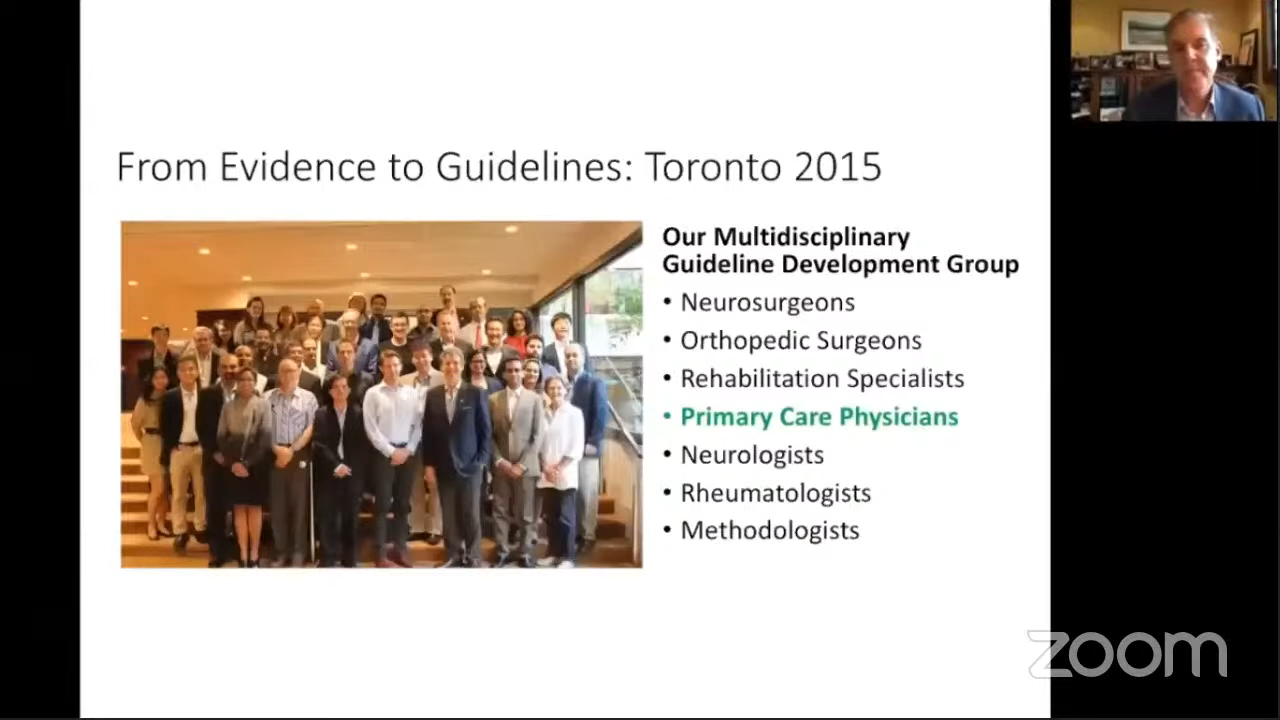 From Evidence to Guidelines: Toronto 2015
Our Multidisciplinary
Guideline Development Group
• Neurosurgeons
• Orthopedic Surgeons
• Rehabilitation Specialists
• Primary Care Physicians
• Neurologists
• Rheumatologists
• Methodologists
zoom